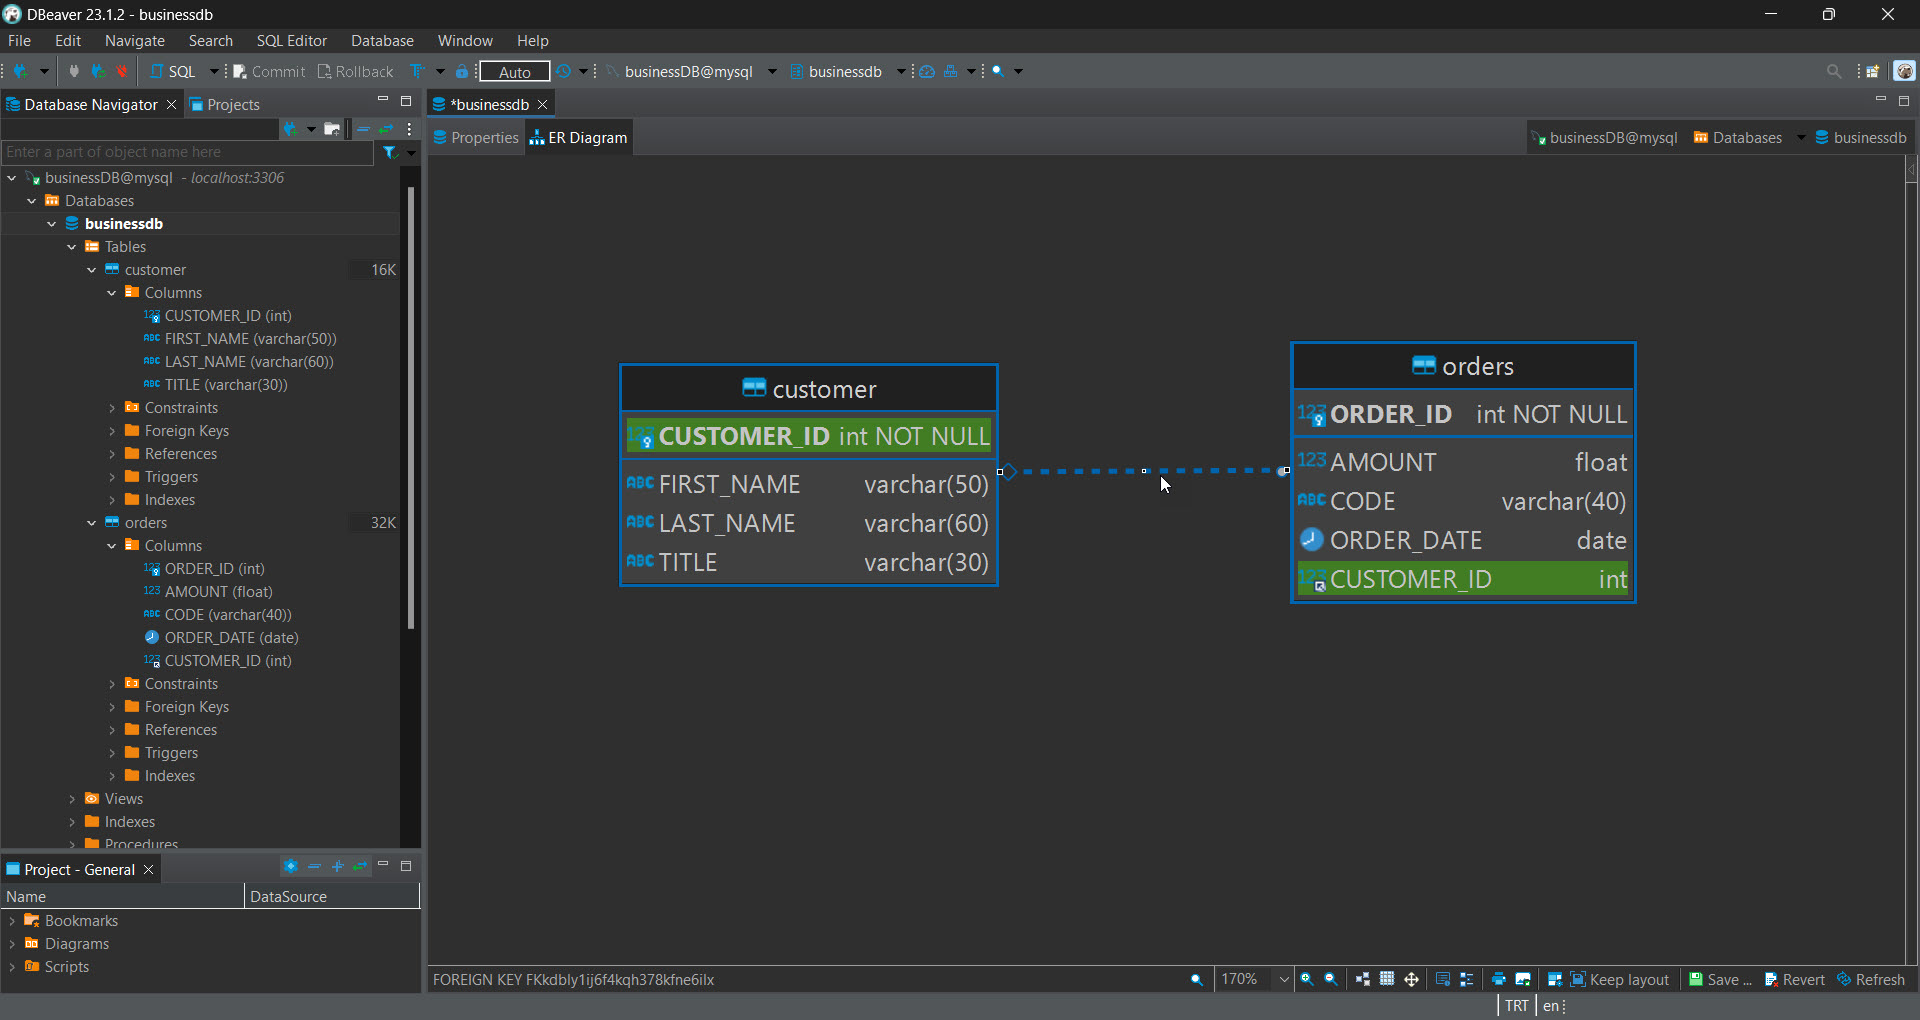 DBeaver 23.1.2 - businessdb
File Edit Navigate Search SQL Editor Database Window Help
SQL Commit Rollback Auto businessDB@mysql businessdb
Database Navigator Projects
*businessdb
Properties ER Diagram
businessDB@mysql Databases businessdb
Enter a part of object name here
businessDB@mysql - localhost:3306
Databases
businessdb
Tables
customer 16K
Columns
CUSTOMER_ID (int)
FIRST_NAME (varchar(50))
LAST_NAME (varchar(60))
TITLE (varchar(30))
Constraints
Foreign Keys
References
Triggers
Indexes
orders 32K
Columns
ORDER_ID (int)
AMOUNT (float)
CODE (varchar(40))
ORDER_DATE (date)
CUSTOMER_ID (int)
Constraints
Foreign Keys
References
Triggers
Indexes
Views
Indexes
Procedures
customer
123 CUSTOMER_ID int NOT NULL
ABC FIRST_NAME varchar(50)
ABC LAST_NAME varchar(60)
ABC TITLE varchar(30)
orders
123 ORDER_ID int NOT NULL
123 AMOUNT float
ABC CODE varchar(40)
ORDER_DATE date
123 CUSTOMER_ID int
Project - General
Name DataSource
Bookmarks
Diagrams
Scripts
FOREIGN KEY FKkdbly1ij6f4kqh378kfne6ilx
170% Keep layout Save ... Revert Refresh
TRT en